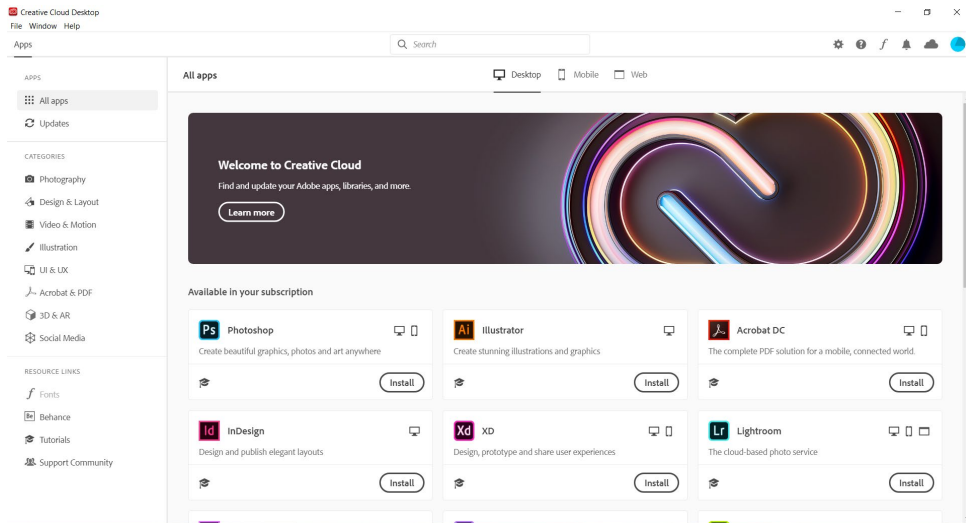 Creative Cloud Desktop
File Window Help
Apps
Search
f
APPS
All apps
Updates
CATEGORIES
Photography
Design & Layout
Video & Motion
Illustration
UI & UX
Acrobat & PDF
3D & AR
Social Media
RESOURCE LINKS
f Fonts
Be Behance
Tutorials
Support Community
All apps
Desktop Mobile Web
Welcome to Creative Cloud
Find and update your Adobe apps, libraries, and more.
Learn more
Available in your subscription
Ps Photoshop
Create beautiful graphics, photos and art anywhere
Install
Ai Illustrator
Create stunning illustrations and graphics
Install
Acrobat DC
The complete PDF solution for a mobile, connected world.
Install
Id InDesign
Design and publish elegant layouts
Install
Xd XD
Design, prototype and share user experiences
Install
Lr Lightroom
The cloud-based photo service
Install